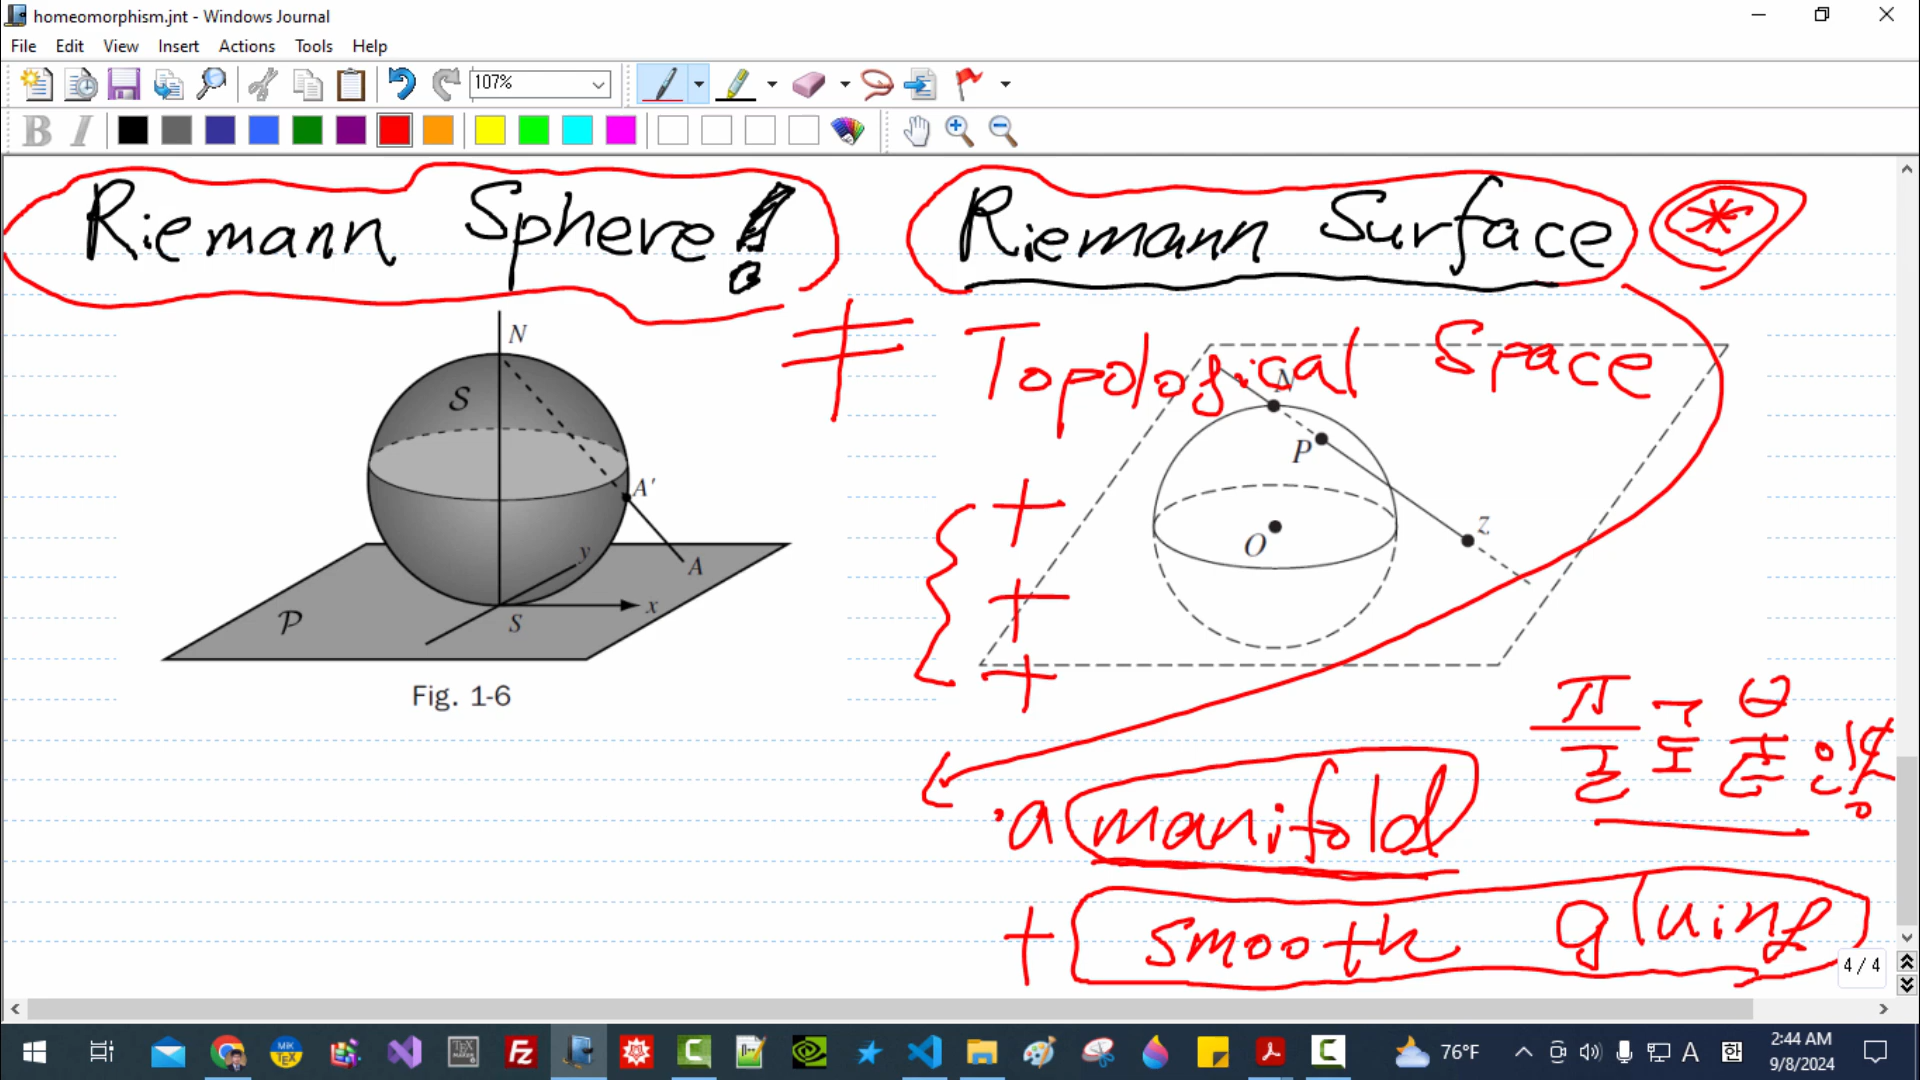 homeomorphism.jnt - Windows Journal
File Edit View Insert Actions Tools Help
107%
B I
Riemann Sphere! Riemann Surface *
≠ Topological Space
N
S
A'
A
y
x
S
P
Fig. 1-6
N
P
O
z
+
+
+
· a manifold
+ smooth gluing
4 / 4
76°F
A
한
2:44 AM
9/8/2024